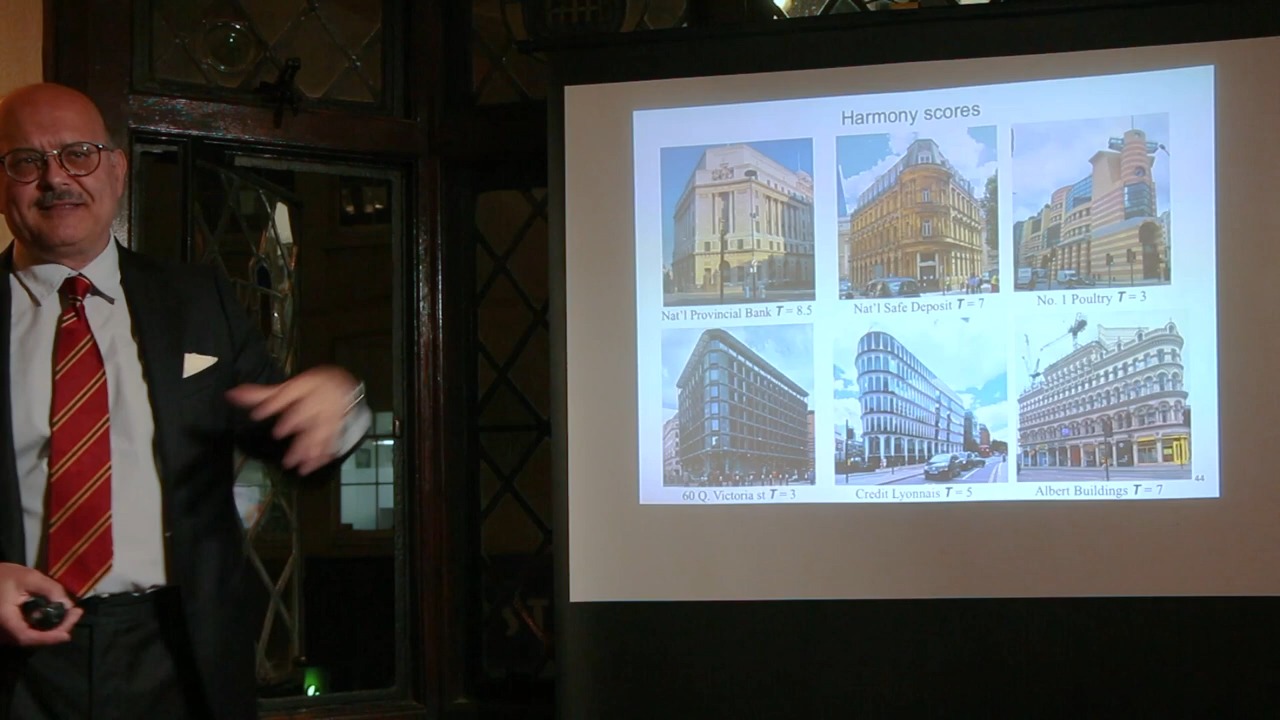 Harmony scores
Nat'l Provincial Bank T = 8.5
Nat'l Safe Deposit T = 7
No. 1 Poultry T = 3
60 Q. Victoria st T = 3
Credit Lyonnais T = 5
Albert Buildings T = 7
44